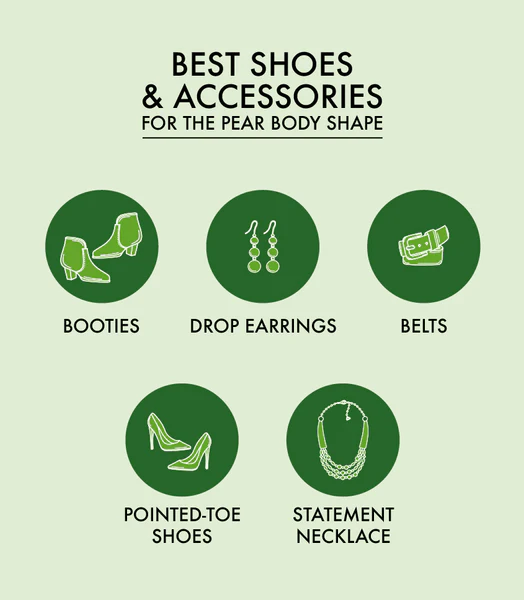 BEST SHOES
& ACCESSORIES
FOR THE PEAR BODY SHAPE
BOOTIES
DROP EARRINGS
BELTS
POINTED-TOE
SHOES
STATEMENT
NECKLACE